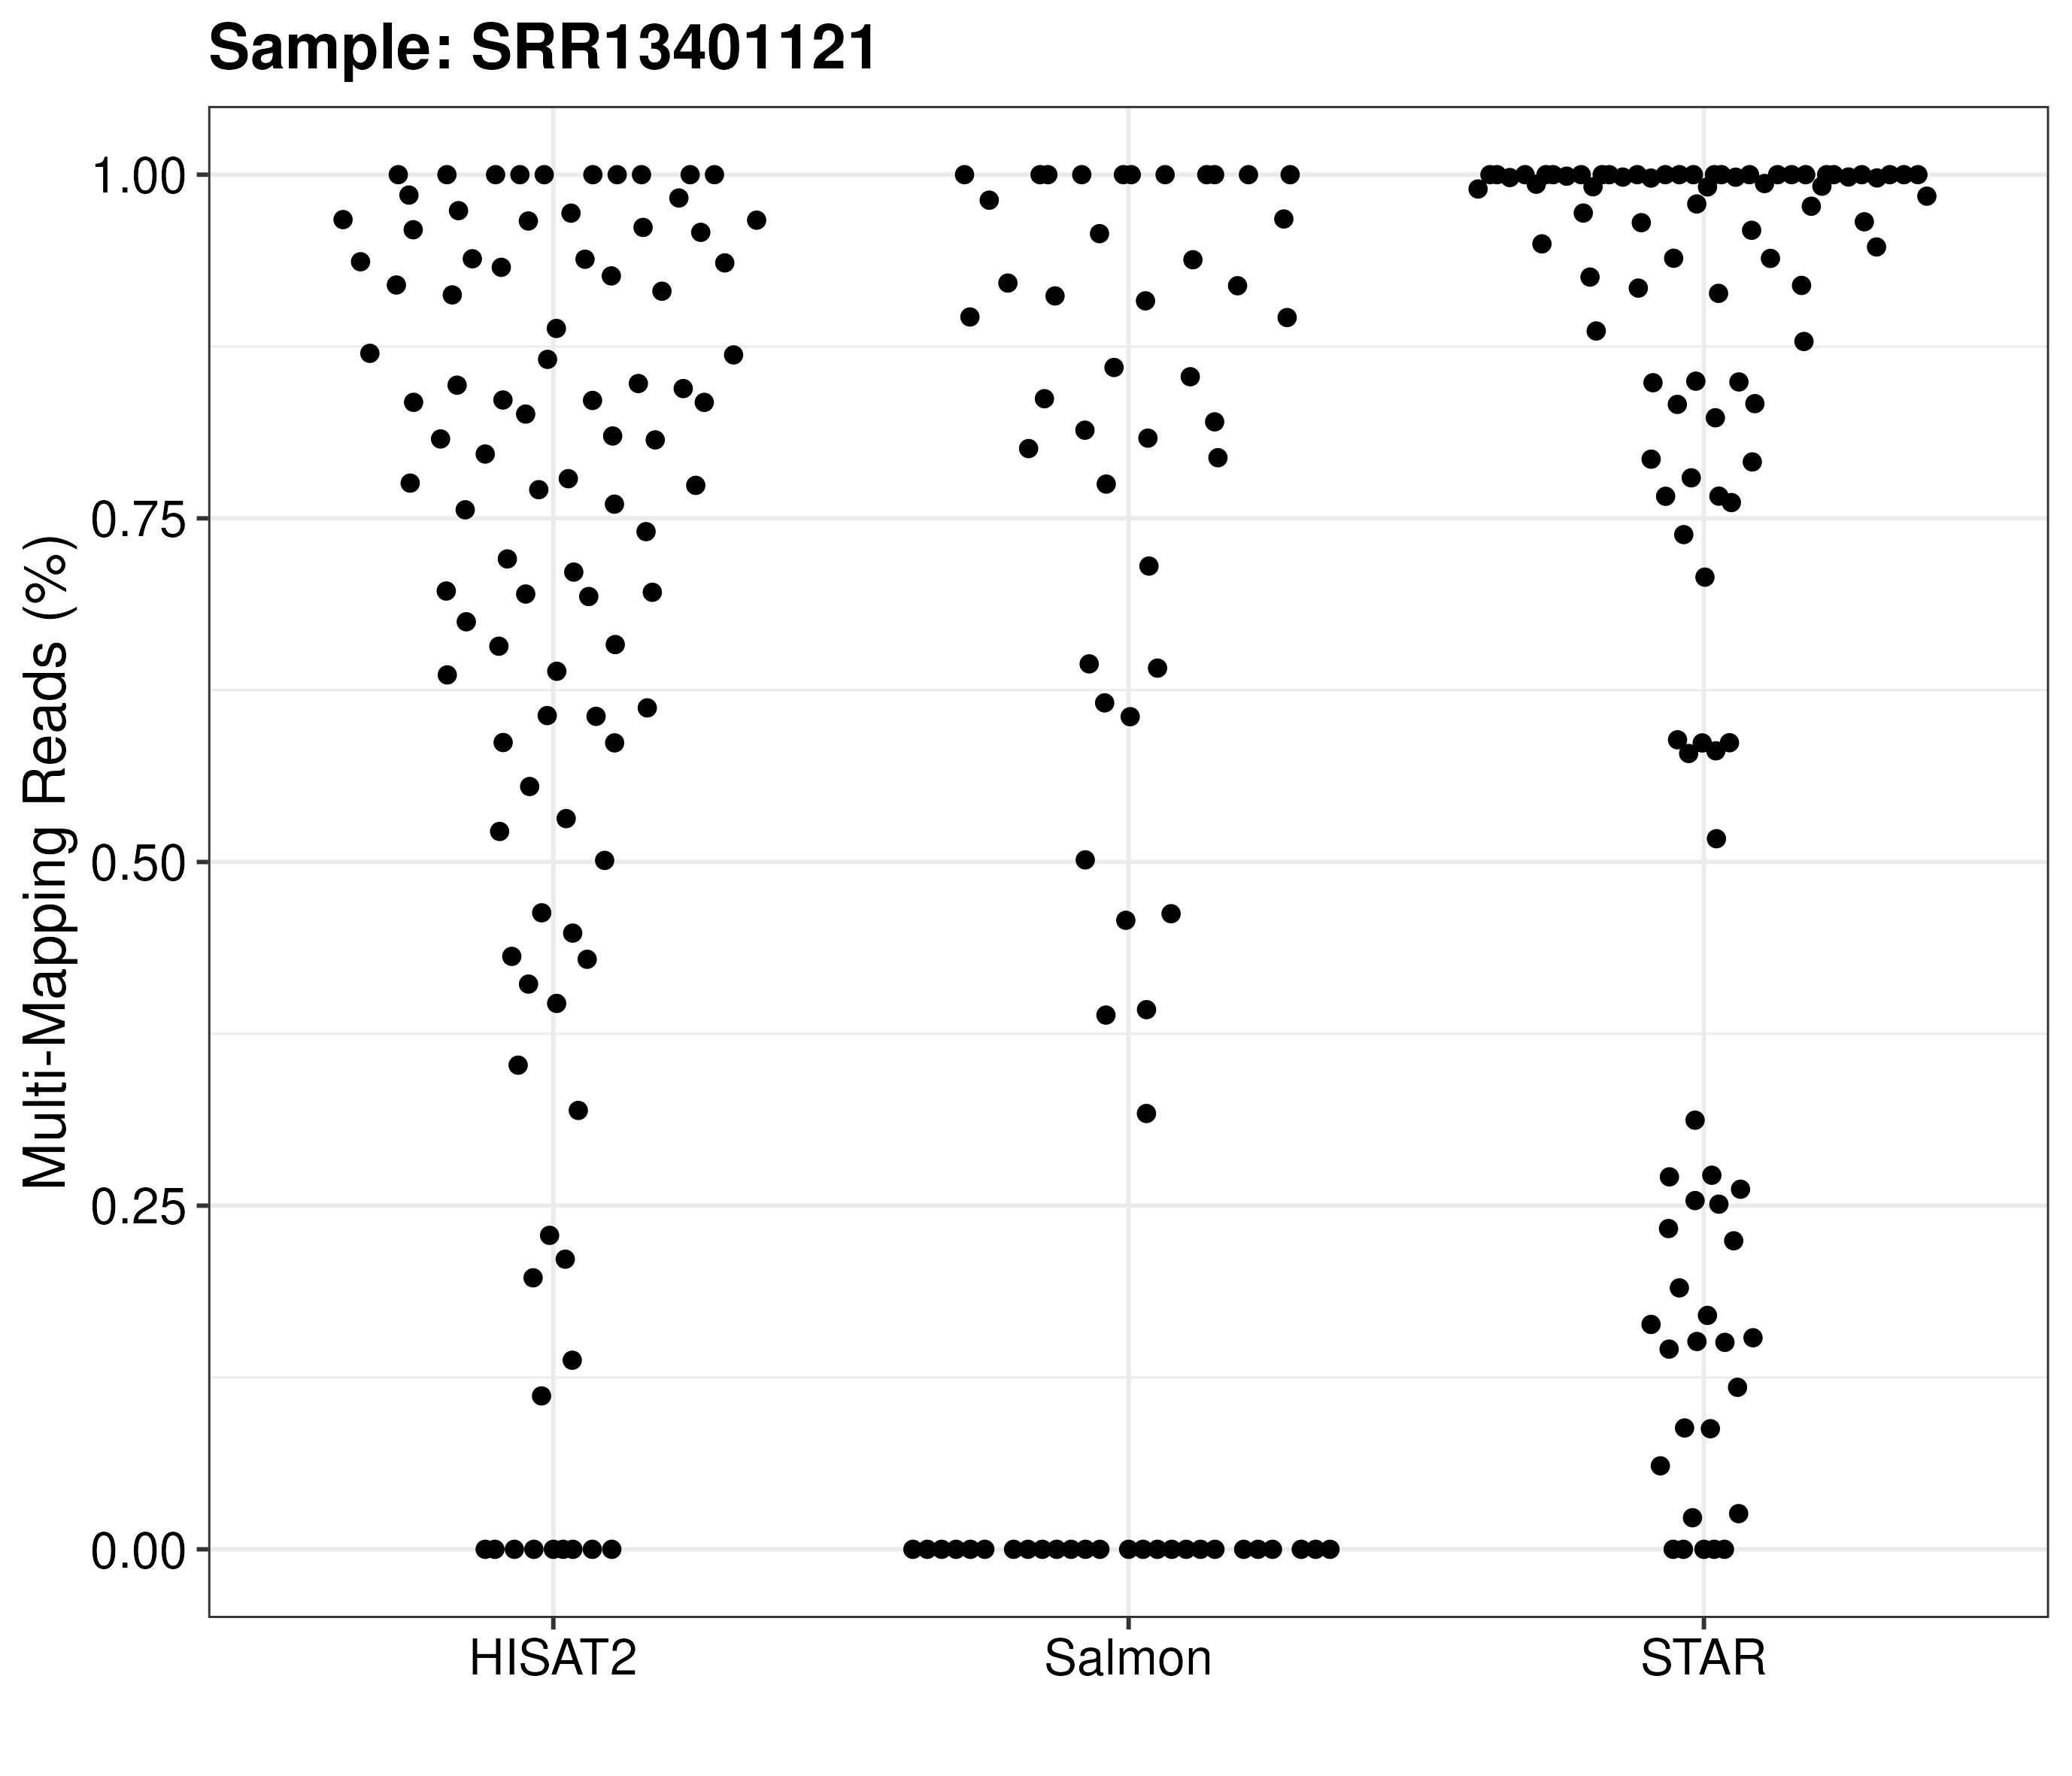 Sample: SRR13401121
Multi-Mapping Reads (%)
1.00
0.75
0.50
0.25
0.00
HISAT2
Salmon
STAR